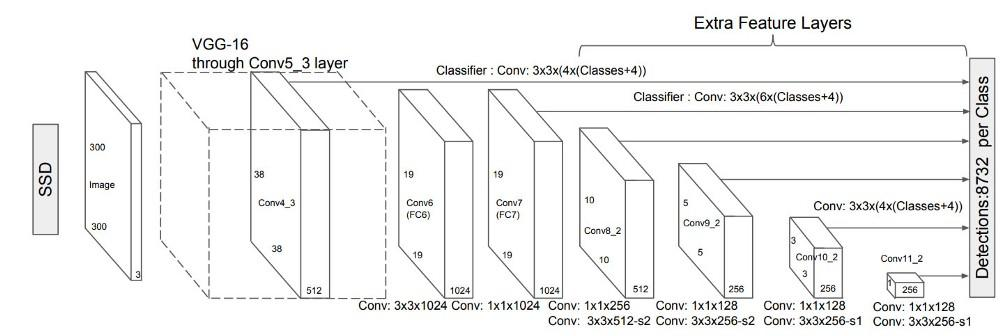 Extra Feature Layers
VGG-16
through Conv5_3 layer
Classifier : Conv: 3x3x(4x(Classes+4))
Classifier : Conv: 3x3x(6x(Classes+4))
Conv: 3x3x(4x(Classes+4))
SSD
300
Image
300
3
38
Conv4_3
38
512
19
Conv6
(FC6)
19
1024
19
Conv7
(FC7)
19
1024
10
Conv8_2
10
512
5
Conv9_2
5
256
3
Conv10_2
3
256
Conv11_2
1
256
Detections:8732 per Class
Conv: 3x3x1024
Conv: 1x1x1024
Conv: 1x1x256
Conv: 3x3x512-s2
Conv: 1x1x128
Conv: 3x3x256-s2
Conv: 1x1x128
Conv: 3x3x256-s1
Conv: 1x1x128
Conv: 3x3x256-s1